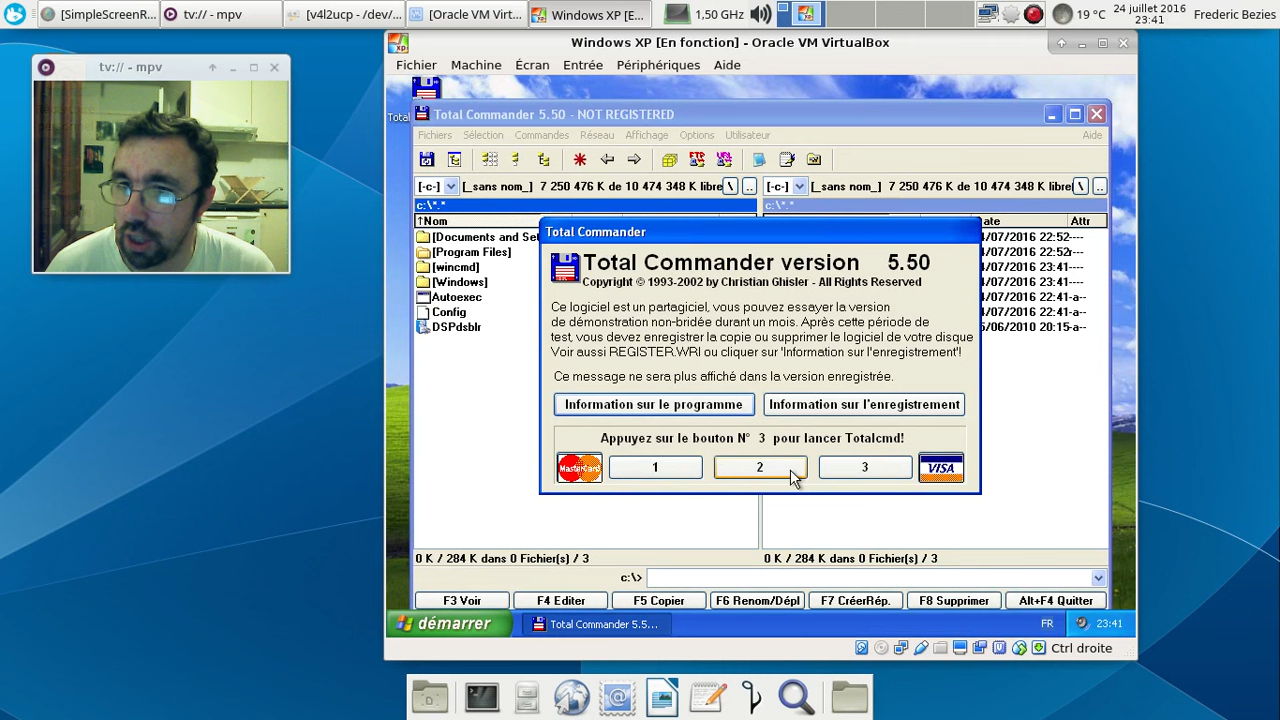 [SimpleScreenR...
tv:// - mpv
[v4l2ucp - /dev/...
[Oracle VM Virt...
Windows XP [E...
1,50 GHz
19 °C
24 juillet 2016
23:41
Frederic Bezies
tv:// - mpv
Windows XP [En fonction] - Oracle VM VirtualBox
Fichier Machine Écran Entrée Périphériques Aide
Total
Total Commander 5.50 - NOT REGISTERED
Fichiers Sélection Commandes Réseau Affichage Options Utilisateur Aide
[-c-] [_sans nom_] 7 250 476 K de 10 474 348 K libre \ ..
[-c-] [_sans nom_] 7 250 476 K de 10 474 348 K libre \ ..
c:\*.*
c:\*.*
↑Nom
[Documents and Set
[Program Files]
[wincmd]
[Windows]
Autoexec
Config
DSPdsblr
ate Attr
4/07/2016 22:52 ----
4/07/2016 22:52 r---
4/07/2016 23:41 ----
4/07/2016 23:41 ----
4/07/2016 22:41 -a--
4/07/2016 22:41 -a--
5/06/2010 20:15 -a--
Total Commander
Total Commander version 5.50
Copyright © 1993-2002 by Christian Ghisler - All Rights Reserved
Ce logiciel est un partagiciel, vous pouvez essayer la version
de démonstration non-bridée durant un mois. Après cette période de
test, vous devez enregistrer la copie ou supprimer le logiciel de votre disque
Voir aussi REGISTER.WRI ou cliquer sur 'Information sur l'enregistrement'!
Ce message ne sera plus affiché dans la version enregistrée.
Information sur le programme
Information sur l'enregistrement
Appuyez sur le bouton N° 3 pour lancer Totalcmd!
MasterCard 1 2 3 VISA
0 K / 284 K dans 0 Fichier(s) / 3
0 K / 284 K dans 0 Fichier(s) / 3
c:\>
F3 Voir F4 Editer F5 Copier F6 Renom/Dépl F7 CréerRép. F8 Supprimer Alt+F4 Quitter
démarrer
Total Commander 5.5...
FR
23:41
Ctrl droite